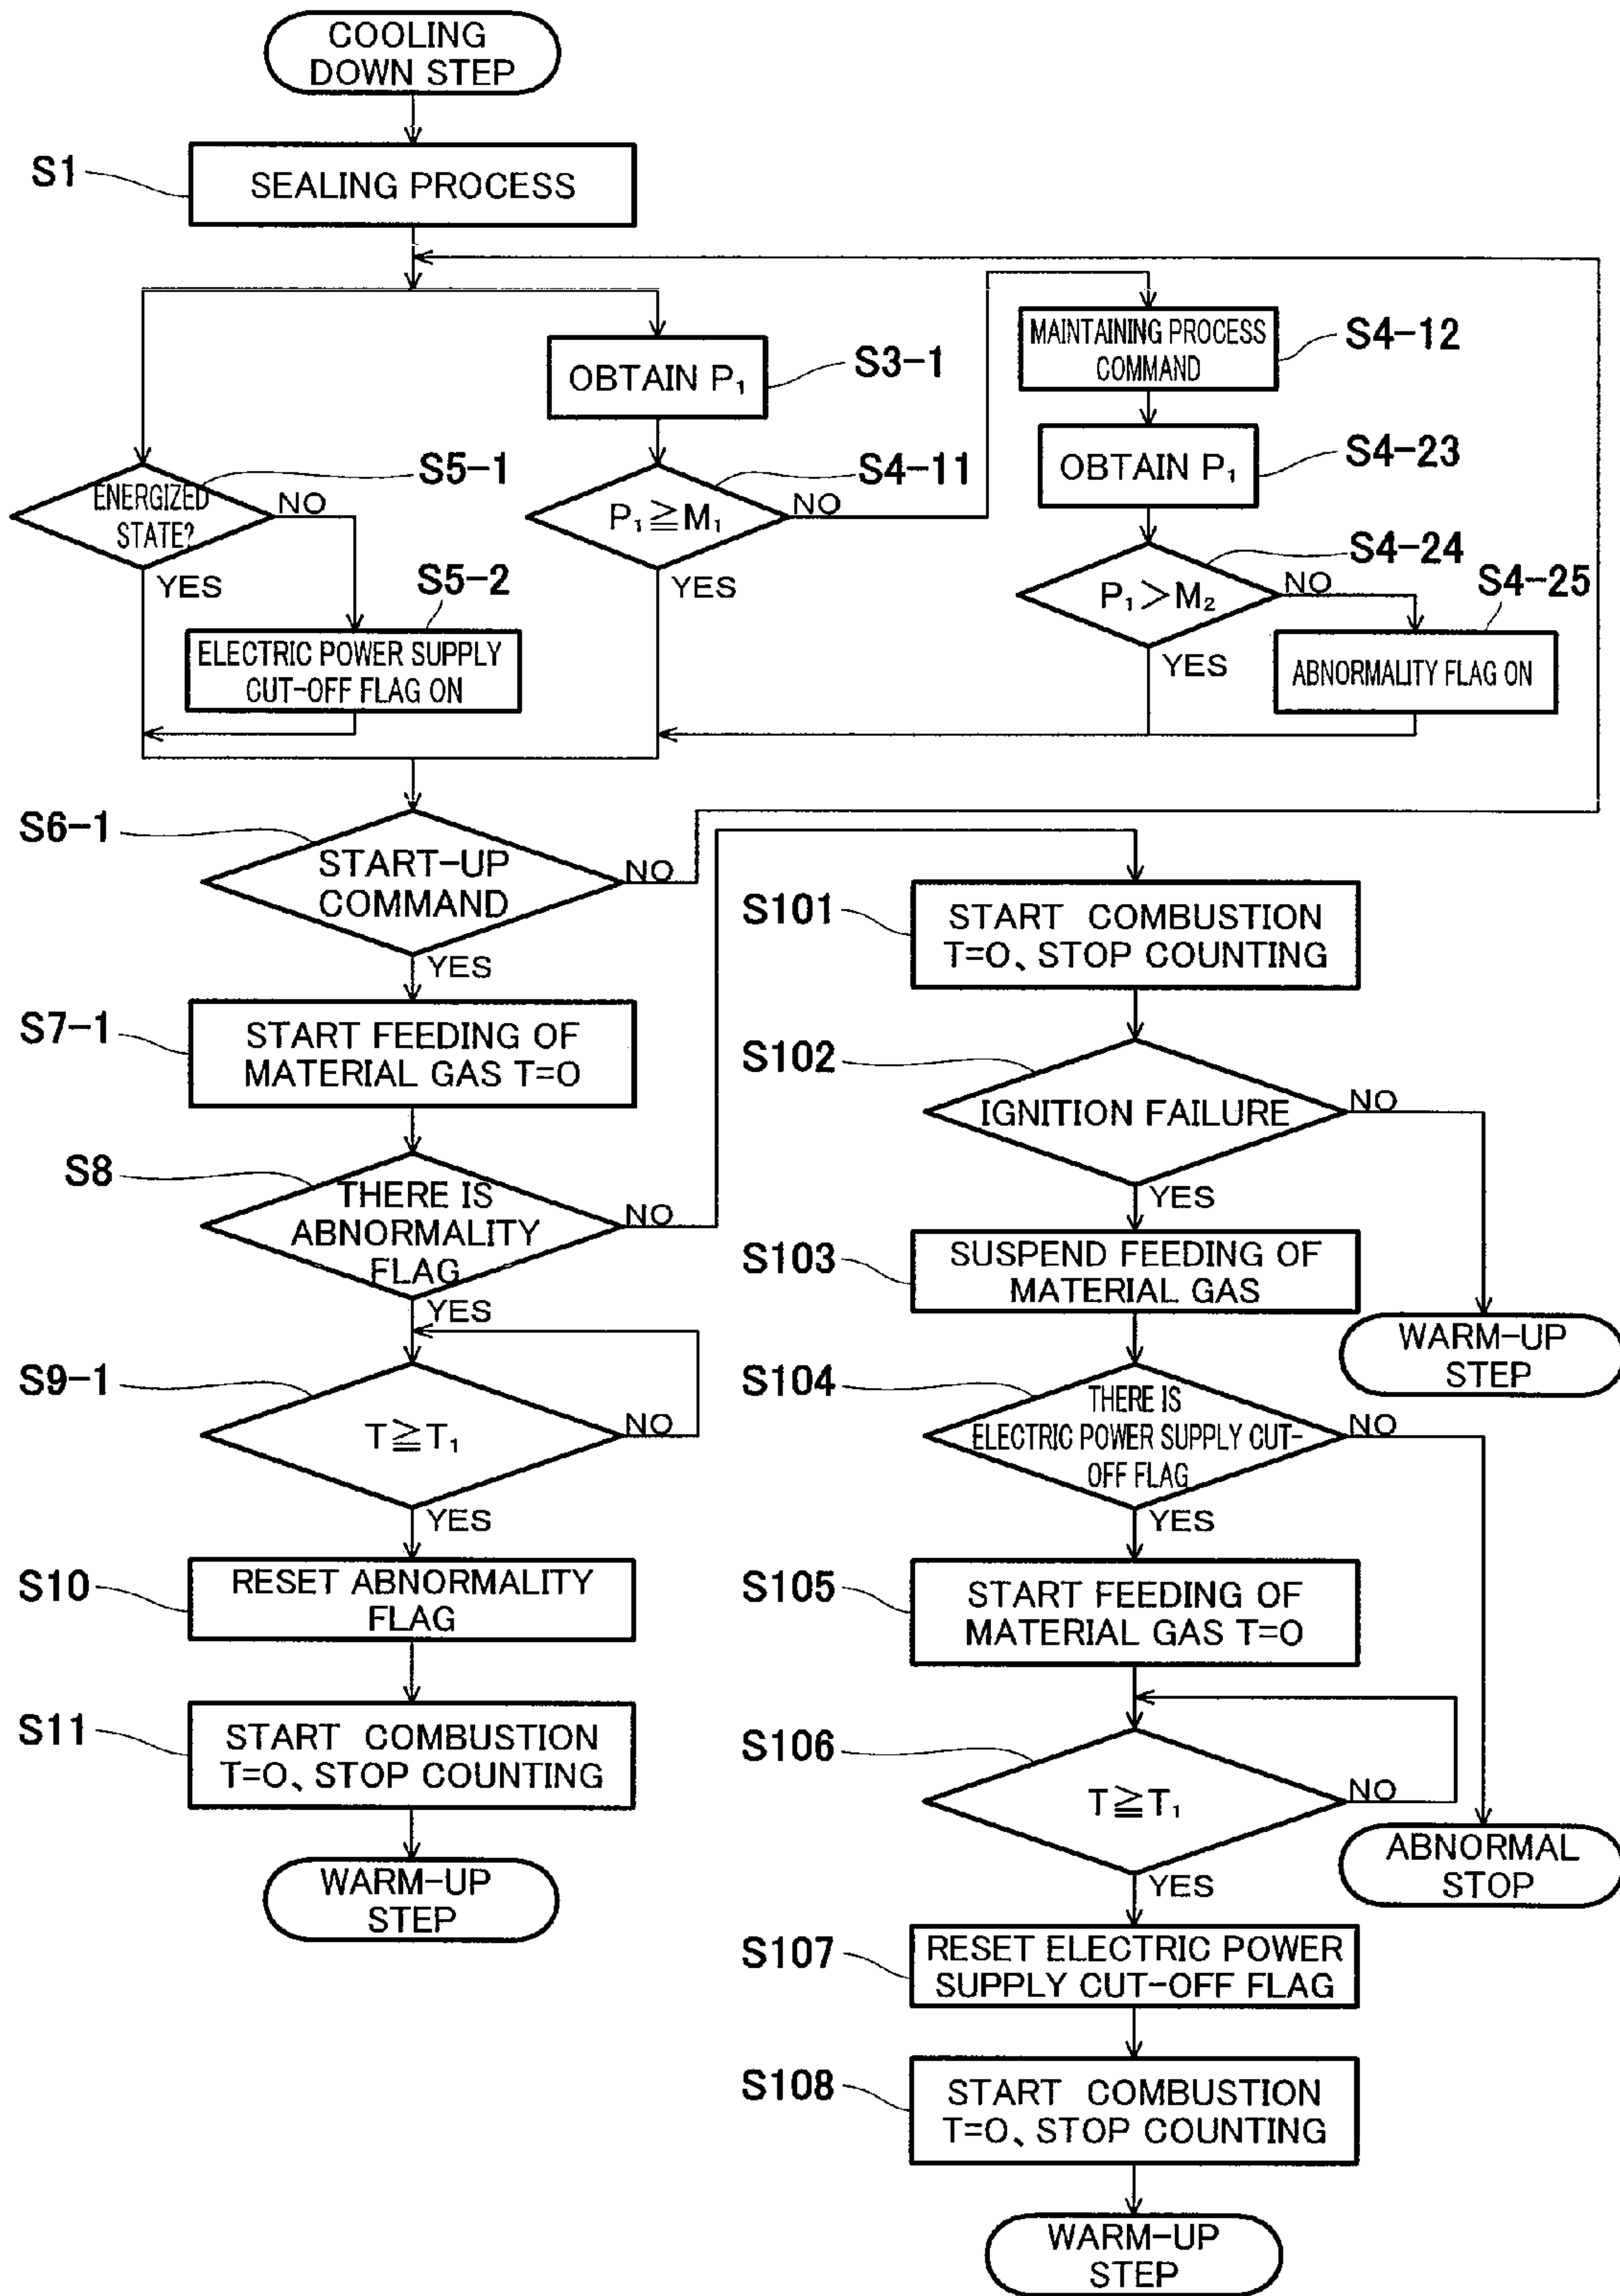 COOLING
DOWN STEP
S1
SEALING PROCESS
S3-1
OBTAIN P₁
MAINTAINING PROCESS
COMMAND
S4-12
S4-23
OBTAIN P₁
S5-1
ENERGIZED
STATE?
NO
YES
S4-11
P₁≧M₁
NO
YES
S4-24
P₁>M₂
NO
YES
S4-25
ABNORMALITY FLAG ON
S5-2
ELECTRIC POWER SUPPLY
CUT-OFF FLAG ON
S6-1
START-UP
COMMAND
NO
YES
S7-1
START FEEDING OF
MATERIAL GAS T=0
S8
THERE IS
ABNORMALITY
FLAG
NO
YES
S9-1
T≧T₁
NO
YES
S10
RESET ABNORMALITY
FLAG
S11
START COMBUSTION
T=0、STOP COUNTING
WARM-UP
STEP
S101
START COMBUSTION
T=0、STOP COUNTING
S102
IGNITION FAILURE
NO
YES
WARM-UP
STEP
S103
SUSPEND FEEDING OF
MATERIAL GAS
S104
THERE IS
ELECTRIC POWER SUPPLY CUT-
OFF FLAG
NO
YES
ABNORMAL
STOP
S105
START FEEDING OF
MATERIAL GAS T=0
S106
T≧T₁
NO
YES
S107
RESET ELECTRIC POWER
SUPPLY CUT-OFF FLAG
S108
START COMBUSTION
T=0、STOP COUNTING
WARM-UP
STEP